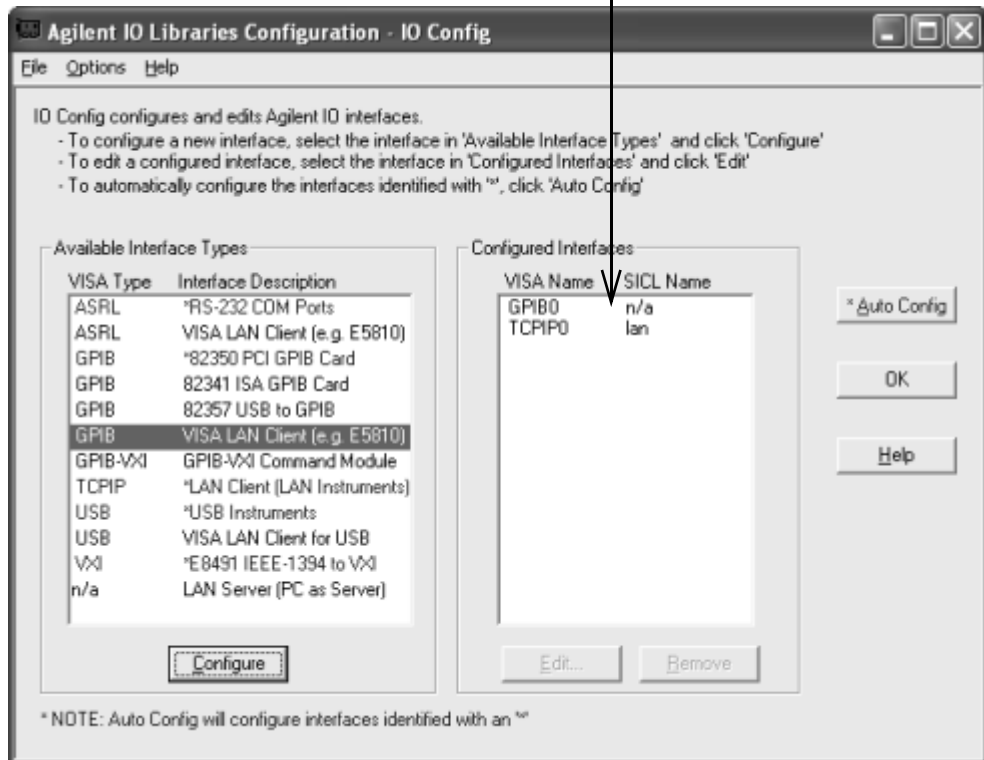 Agilent IO Libraries Configuration - IO Config
File Options Help
IO Config configures and edits Agilent IO interfaces.
- To configure a new interface, select the interface in 'Available Interface Types' and click 'Configure'
- To edit a configured interface, select the interface in 'Configured Interfaces' and click 'Edit'
- To automatically configure the interfaces identified with '*', click 'Auto Config'
Available Interface Types
VISA Type Interface Description
ASRL *RS-232 COM Ports
ASRL VISA LAN Client (e.g. E5810)
GPIB *82350 PCI GPIB Card
GPIB 82341 ISA GPIB Card
GPIB 82357 USB to GPIB
GPIB VISA LAN Client (e.g. E5810)
GPIB-VXI GPIB-VXI Command Module
TCPIP *LAN Client (LAN Instruments)
USB *USB Instruments
USB VISA LAN Client for USB
VXI *E8491 IEEE-1394 to VXI
n/a LAN Server (PC as Server)
Configure
Configured Interfaces
VISA Name SICL Name
GPIB0 n/a
TCPIP0 lan
Edit... Remove
* Auto Config
OK
Help
* NOTE: Auto Config will configure interfaces identified with an '*'